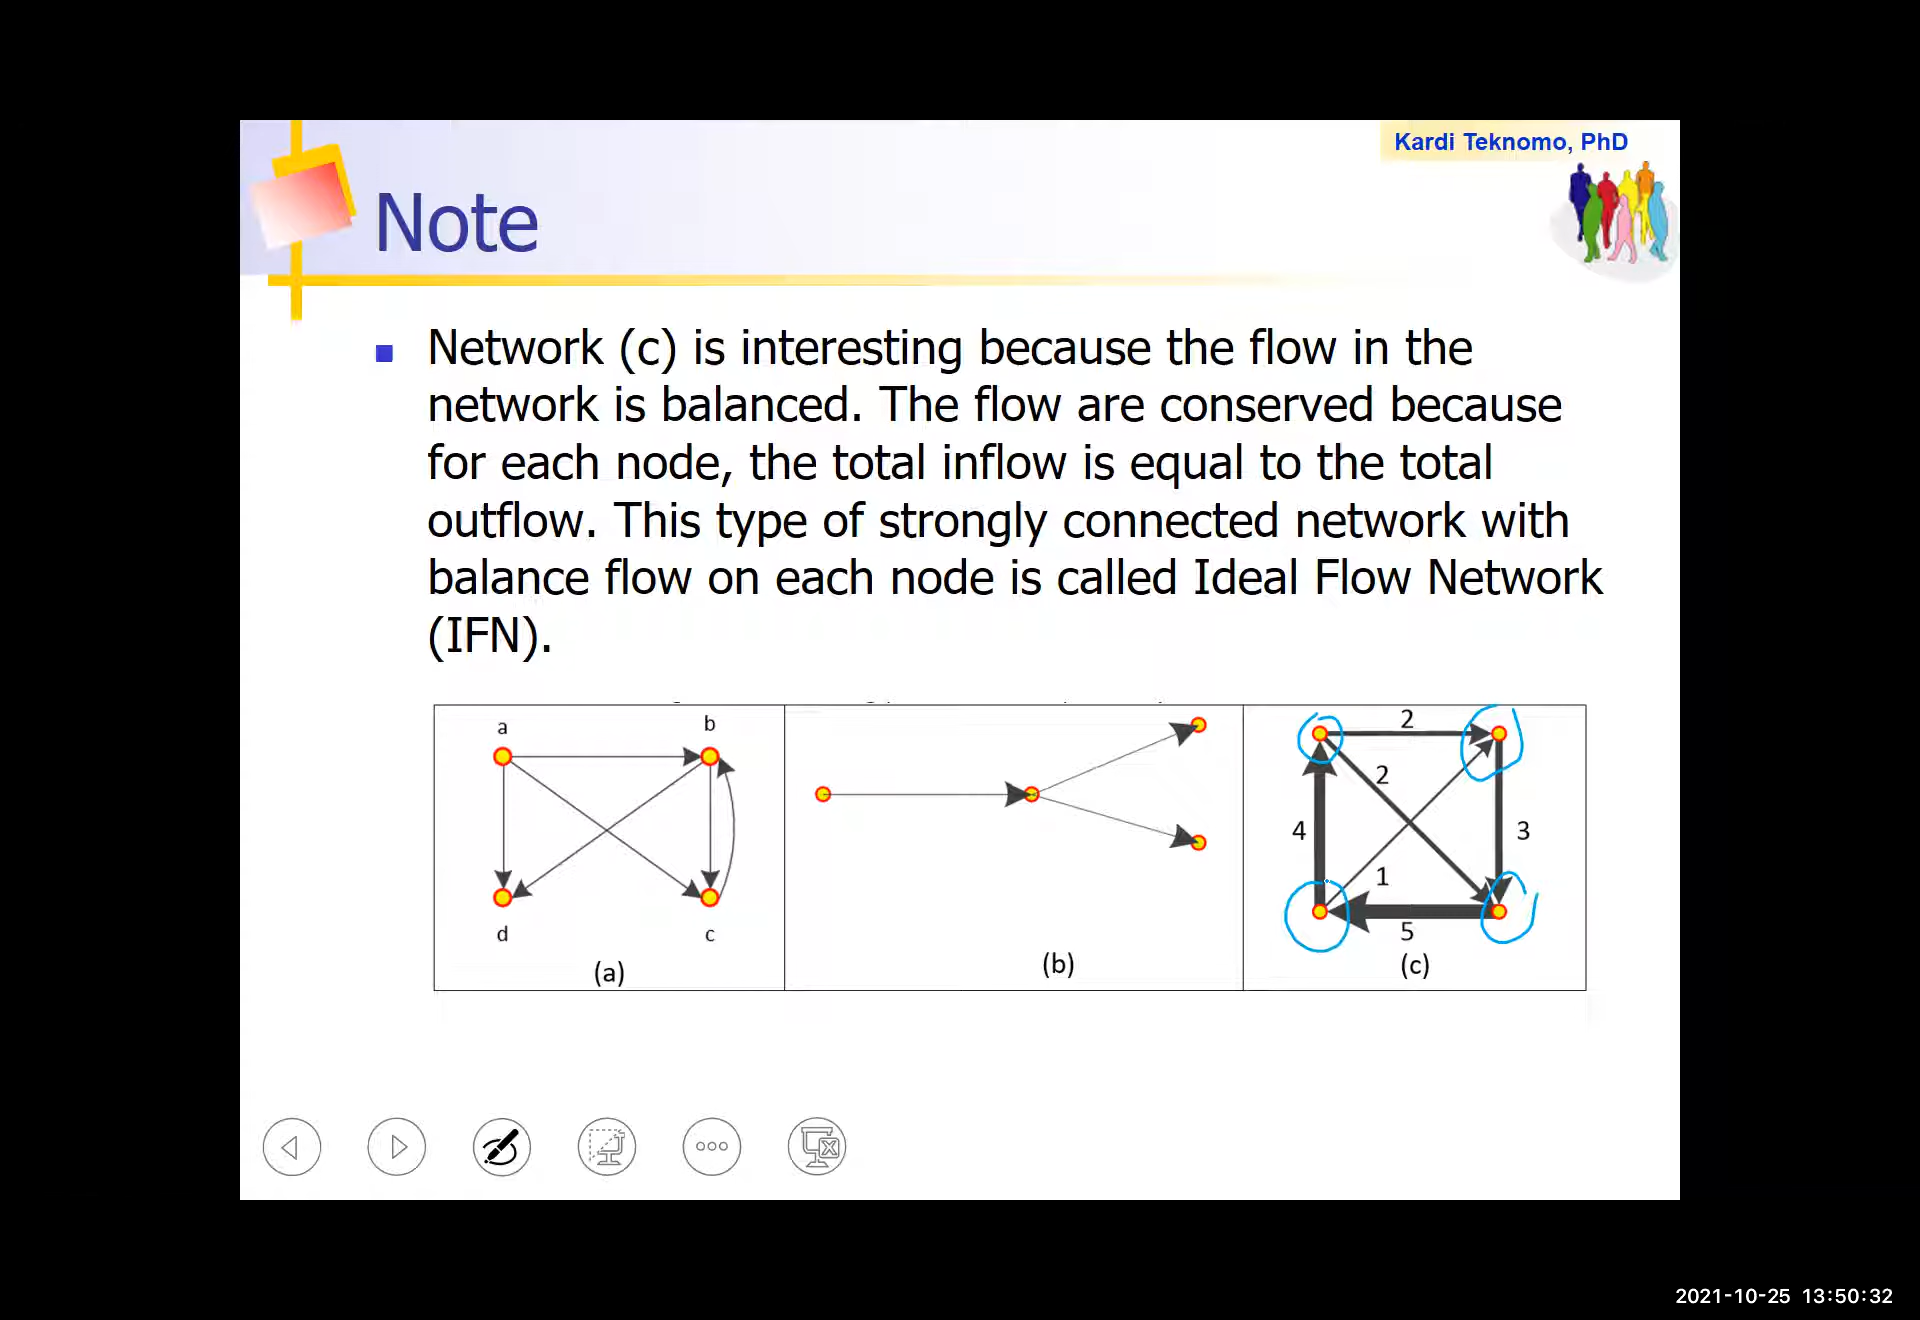 Kardi Teknomo, PhD
Note
Network (c) is interesting because the flow in the
network is balanced. The flow are conserved because
for each node, the total inflow is equal to the total
outflow. This type of strongly connected network with
balance flow on each node is called Ideal Flow Network
(IFN).
a
b
d
c
(a)
(b)
2
2
4
3
1
5
(c)
2021-10-25 13:50:32